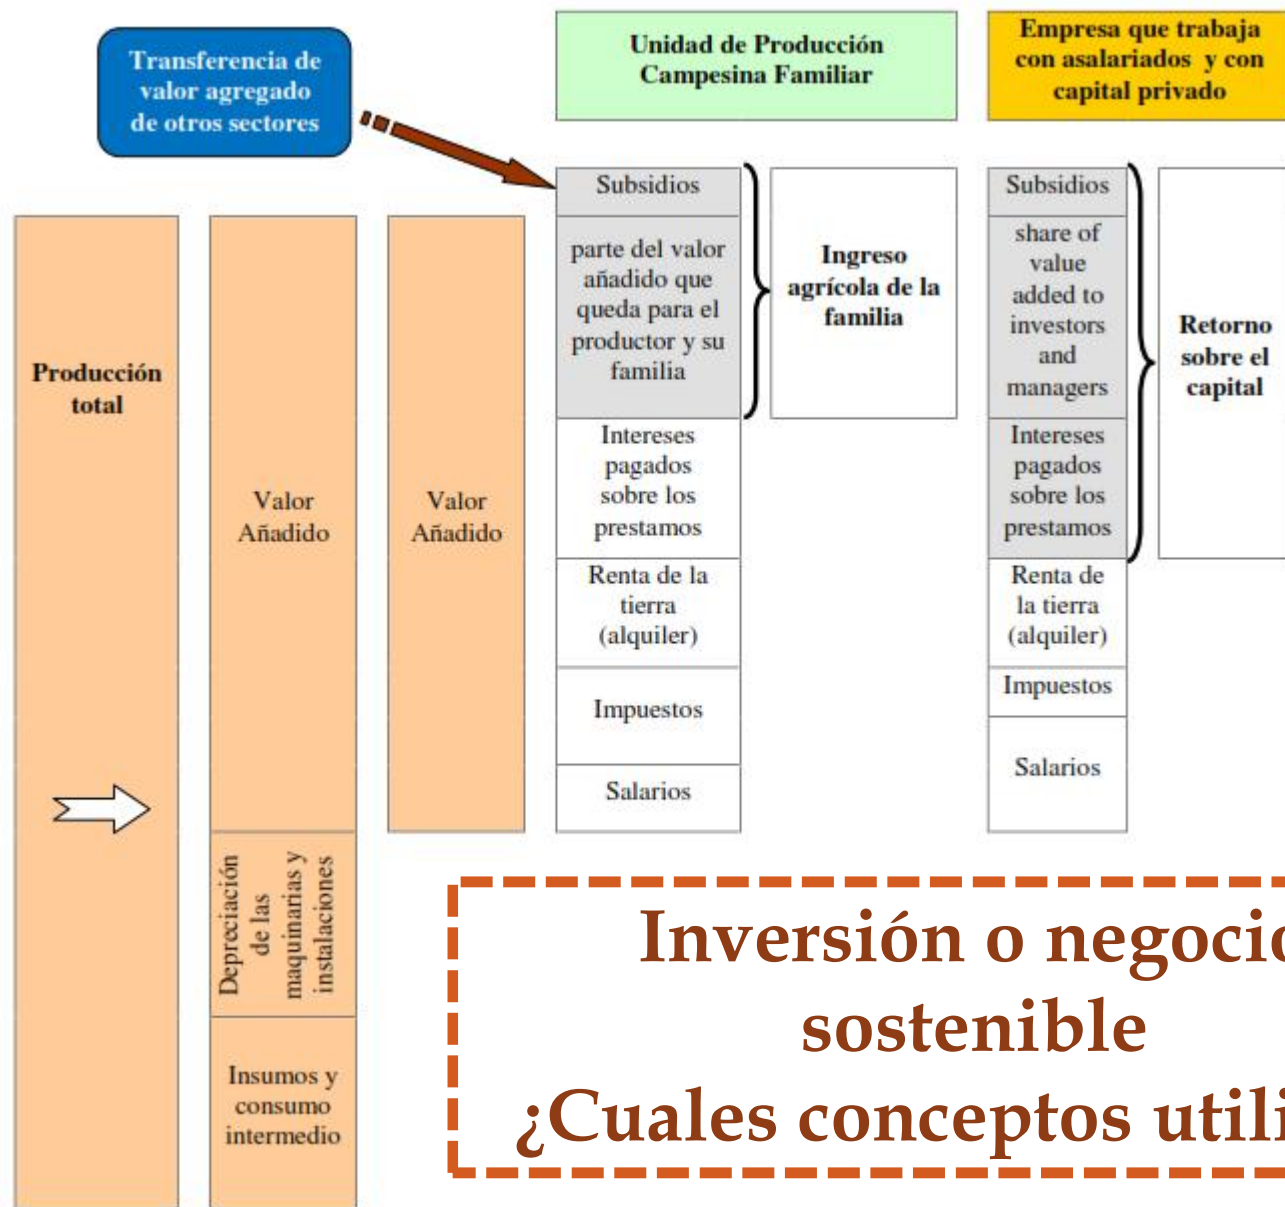 Transferencia de
valor agregado
de otros sectores
Unidad de Producción
Campesina Familiar
Empresa que trabaja
con asalariados y con
capital privado
Producción
total
Valor
Añadido
Depreciación
de las
maquinarias y
instalaciones
Insumos y
consumo
intermedio
Valor
Añadido
Subsidios
parte del valor
añadido que
queda para el
productor y su
familia
Intereses
pagados
sobre los
prestamos
Renta de la
tierra
(alquiler)
Impuestos
Salarios
Ingreso
agrícola de la
familia
Subsidios
share of
value
added to
investors
and
managers
Intereses
pagados
sobre los
prestamos
Renta de
la tierra
(alquiler)
Impuestos
Salarios
Retorno
sobre el
capital
Inversión o negocio
sostenible
¿Cuales conceptos